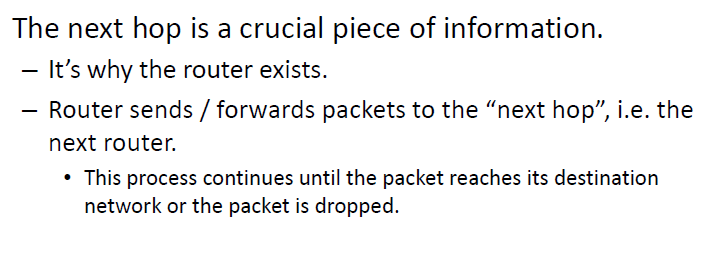 The next hop is a crucial piece of information.
– It’s why the router exists.
– Router sends / forwards packets to the “next hop”, i.e. the
next router.
• This process continues until the packet reaches its destination
network or the packet is dropped.